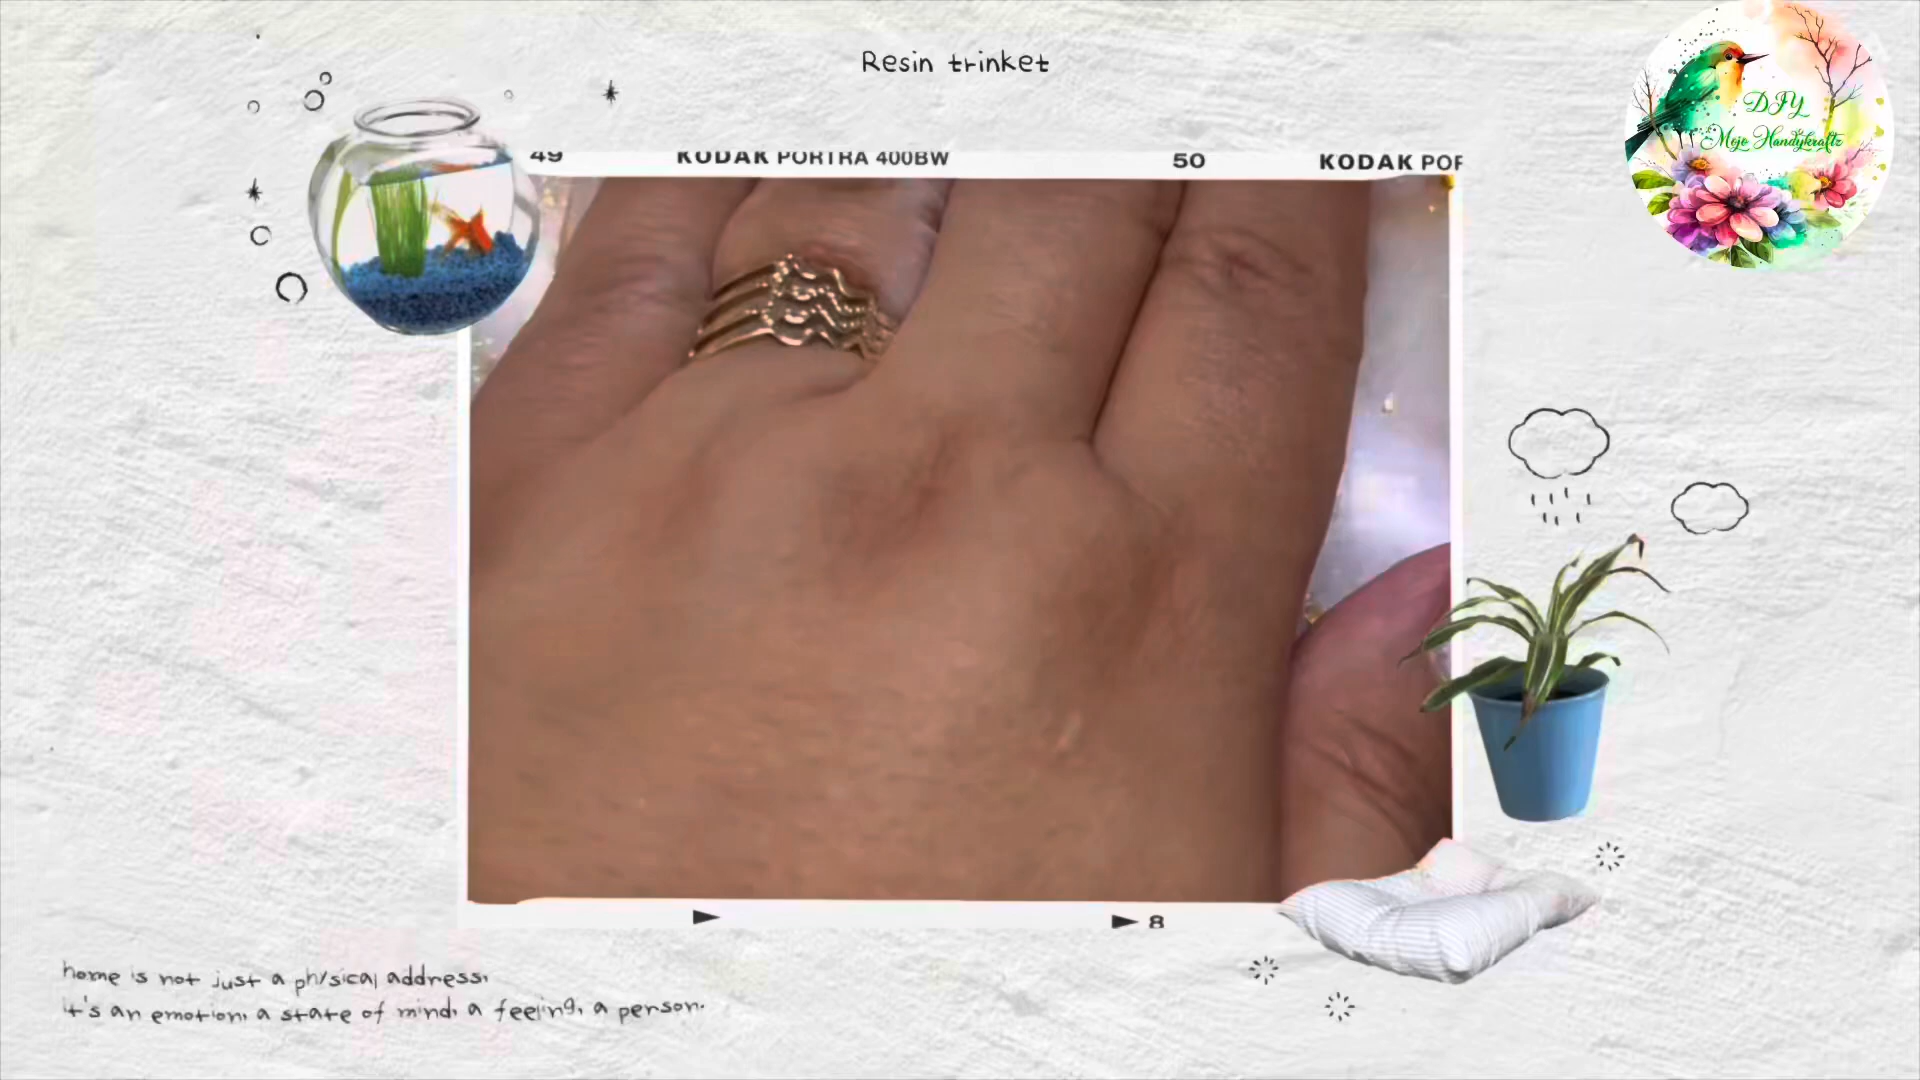 Resin trinket
DIY
Mojo Handykraftz
49 KODAK PORTRA 400BW 50 KODAK POR
8
home is not just a physical address,
it's an emotion, a state of mind, a feeling, a person.